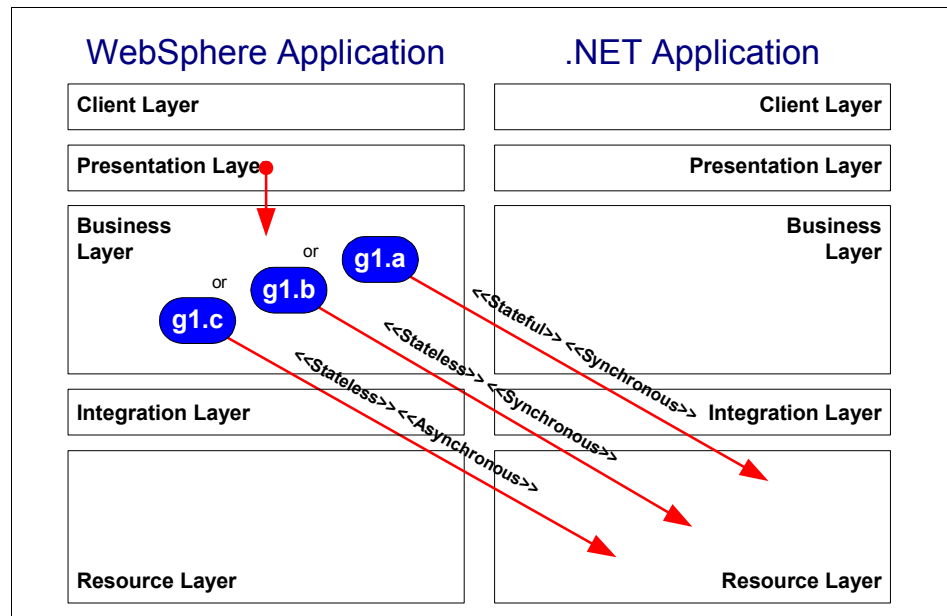 WebSphere Application
.NET Application
Client Layer
Client Layer
Presentation Layer
Presentation Layer
Business
Layer
Business
Layer
or
g1.a
or
g1.b
g1.c
<<Stateful>> <<Synchronous>>
<<Stateless>> <<Synchronous>>
<<Stateless>> <<Asynchronous>>
Integration Layer
Integration Layer
Resource Layer
Resource Layer